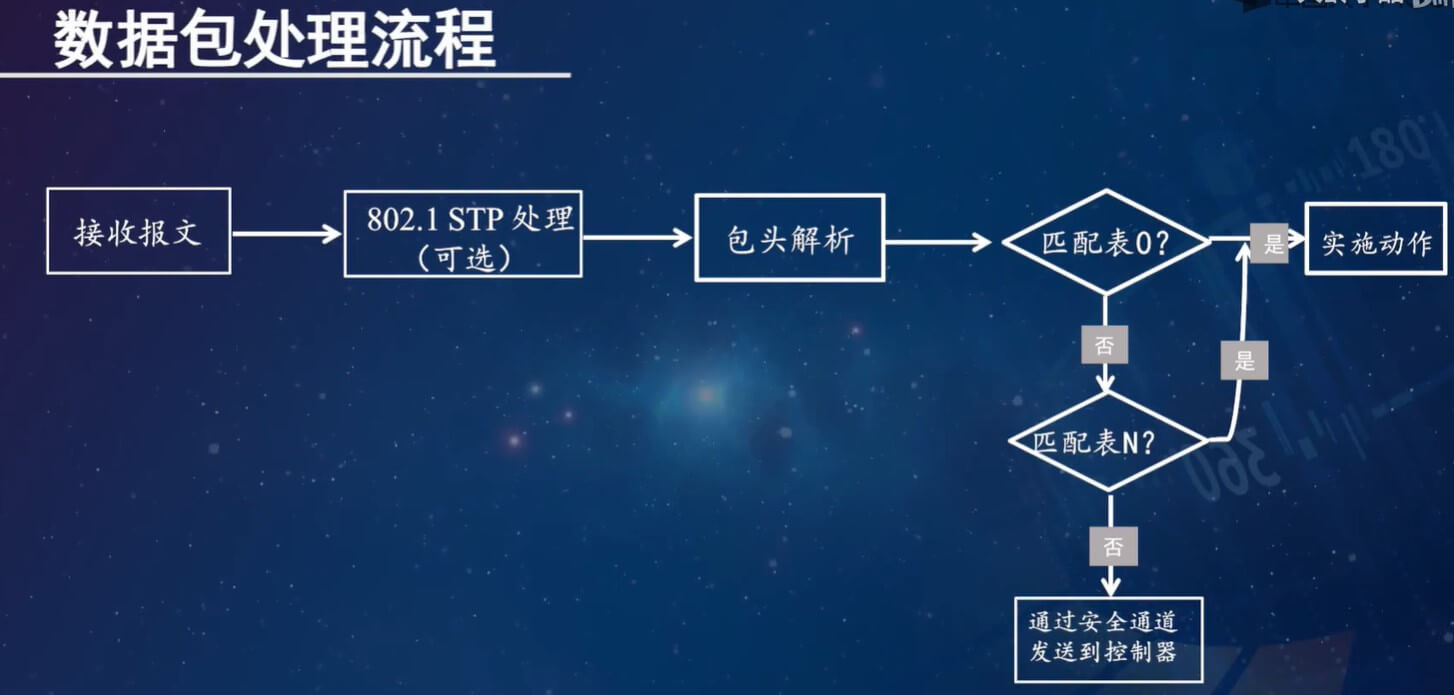 数据包处理流程
接收报文
802.1 STP 处理
（可选）
包头解析
匹配表0?
是
实施动作
否
是
匹配表N?
否
通过安全通道
发送到控制器
180
360